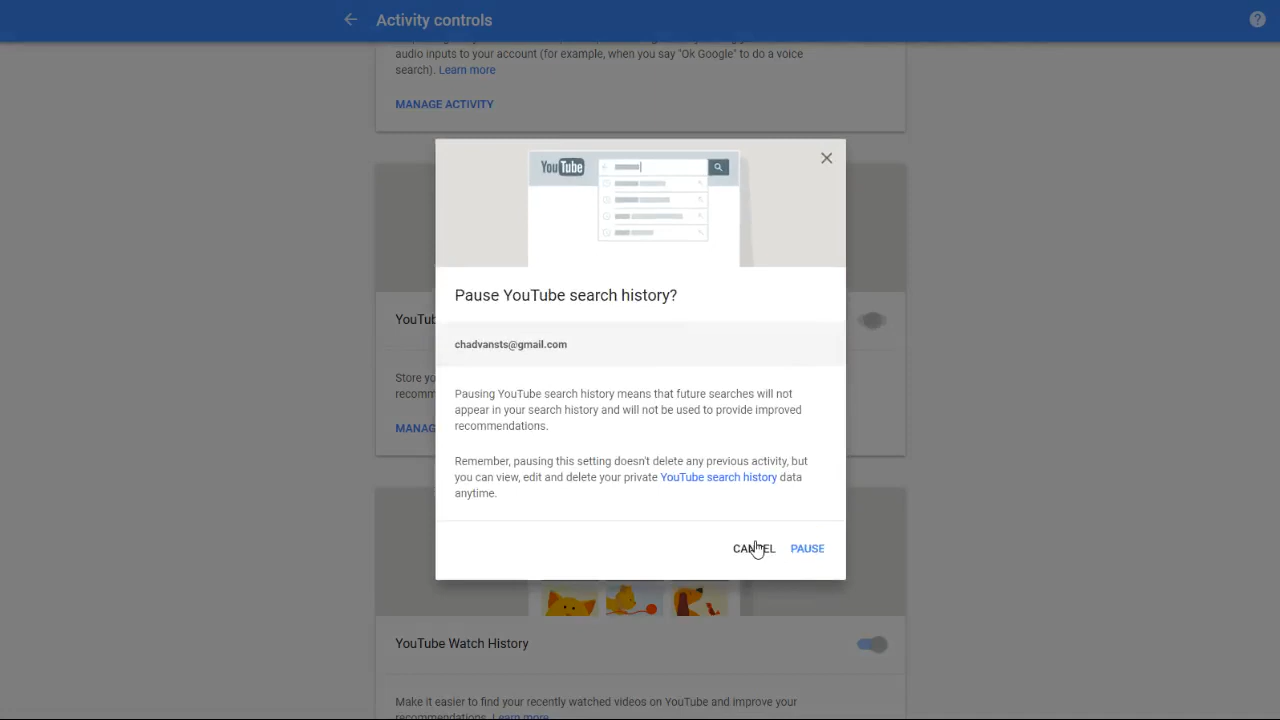 Activity controls
audio inputs to your account (for example, when you say "Ok Google" to do a voice
search). Learn more
MANAGE ACTIVITY
YouTube
Pause YouTube search history?
chadvansts@gmail.com
Pausing YouTube search history means that future searches will not
appear in your search history and will not be used to provide improved
recommendations.
Remember, pausing this setting doesn't delete any previous activity, but
you can view, edit and delete your private YouTube search history data
anytime.
CANCEL PAUSE
YouTube Watch History
Make it easier to find your recently watched videos on YouTube and improve your
recommendations. Learn more